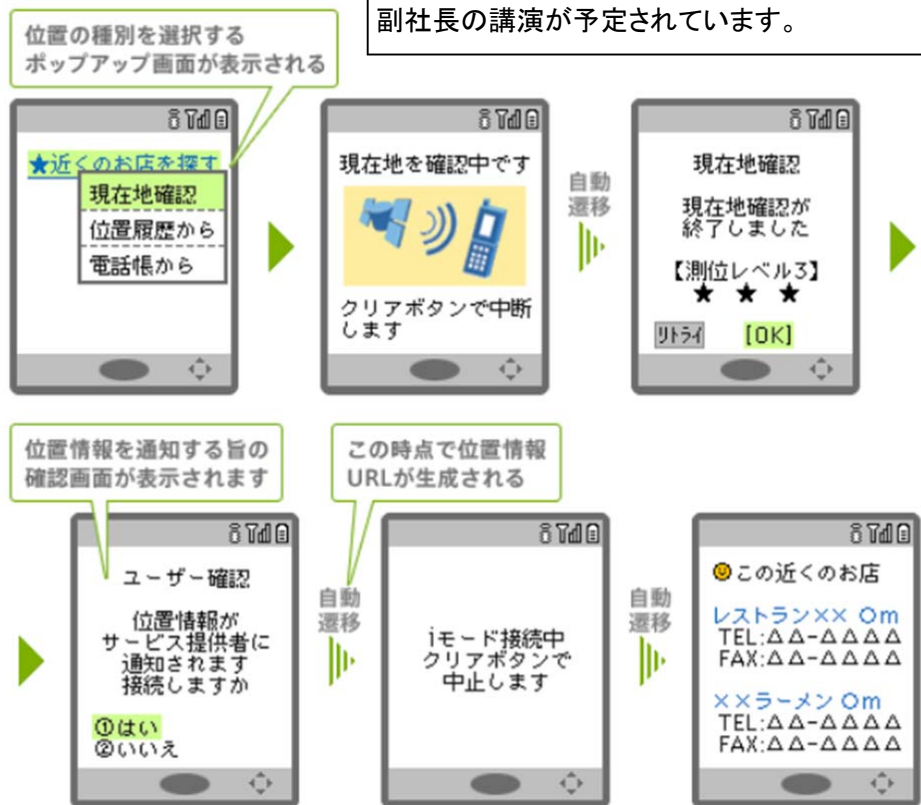 副社長の講演が予定されています。
位置の種別を選択する
ポップアップ画面が表示される
★近くのお店を探す
現在地確認
位置履歴から
電話帳から
現在地を確認中です
クリアボタンで中断
します
自動
遷移
現在地確認
現在地確認が
終了しました
【測位レベル3】
★ ★ ★
リトライ [OK]
位置情報を通知する旨の
確認画面が表示されます
ユーザー確認
位置情報が
サービス提供者に
通知されます
接続しますか
①はい
②いいえ
この時点で位置情報
URLが生成される
自動
遷移
iモード接続中
クリアボタンで
中止します
自動
遷移
この近くのお店
レストラン×× ○m
TEL:△△-△△△△
FAX:△△-△△△△
××ラーメン ○m
TEL:△△-△△△△
FAX:△△-△△△△